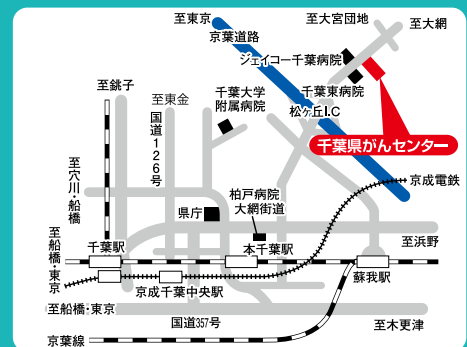 至東京
至大宮団地
至大網
京葉道路
ジェイコー千葉病院
至銚子
至東金
千葉大学
附属病院
千葉東病院
松ヶ丘I.C
国道126号
千葉県がんセンター
至穴川・船橋
柏戸病院
大網街道
京成電鉄
県庁
至船橋・東京
千葉駅
本千葉駅
至浜野
京成千葉中央駅
蘇我駅
至船橋・東京
国道357号
至木更津
京葉線